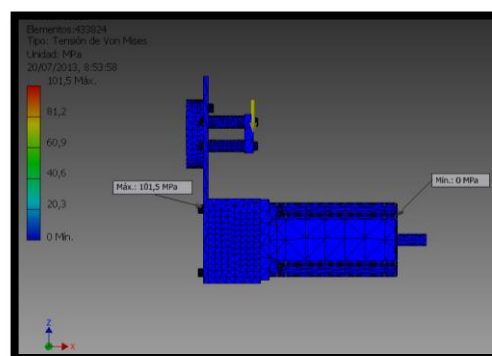 Elementos:433824
Tipo: Tensión de Von Mises
Unidad: MPa
20/07/2013, 8:53:58
101,5 Máx.
81,2
60,9
40,6
20,3
0 Mín.
Máx.: 101,5 MPa
Mín.: 0 MPa
Z
X